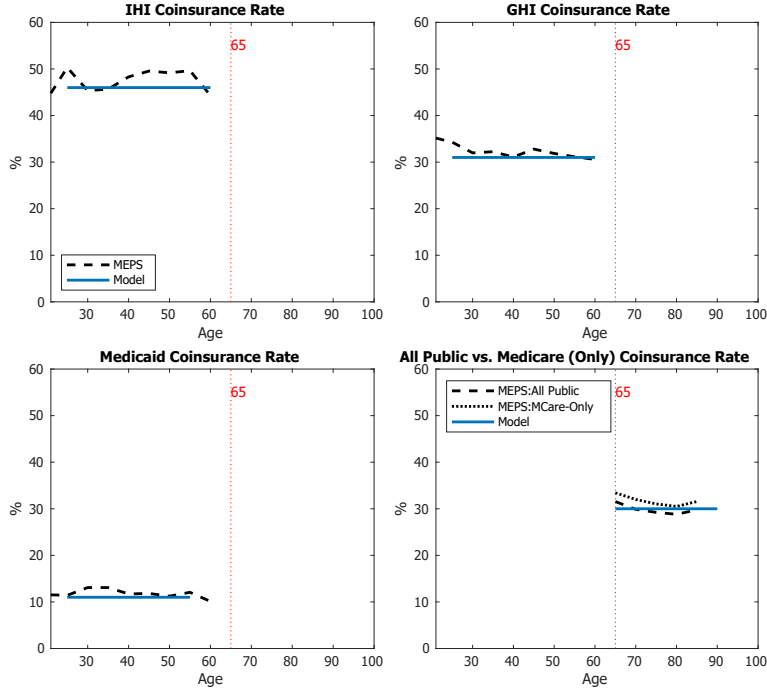 IHI Coinsurance Rate
60
50
40
30
20
10
0
%
65
MEPS
Model
30 40 50 60 70 80 90 100
Age
GHI Coinsurance Rate
60
50
40
30
20
10
0
%
65
30 40 50 60 70 80 90 100
Age
Medicaid Coinsurance Rate
60
50
40
30
20
10
0
%
65
30 40 50 60 70 80 90 100
Age
All Public vs. Medicare (Only) Coinsurance Rate
60
50
40
30
20
10
0
%
MEPS:All Public
MEPS:MCare-Only
Model
65
30 40 50 60 70 80 90 100
Age